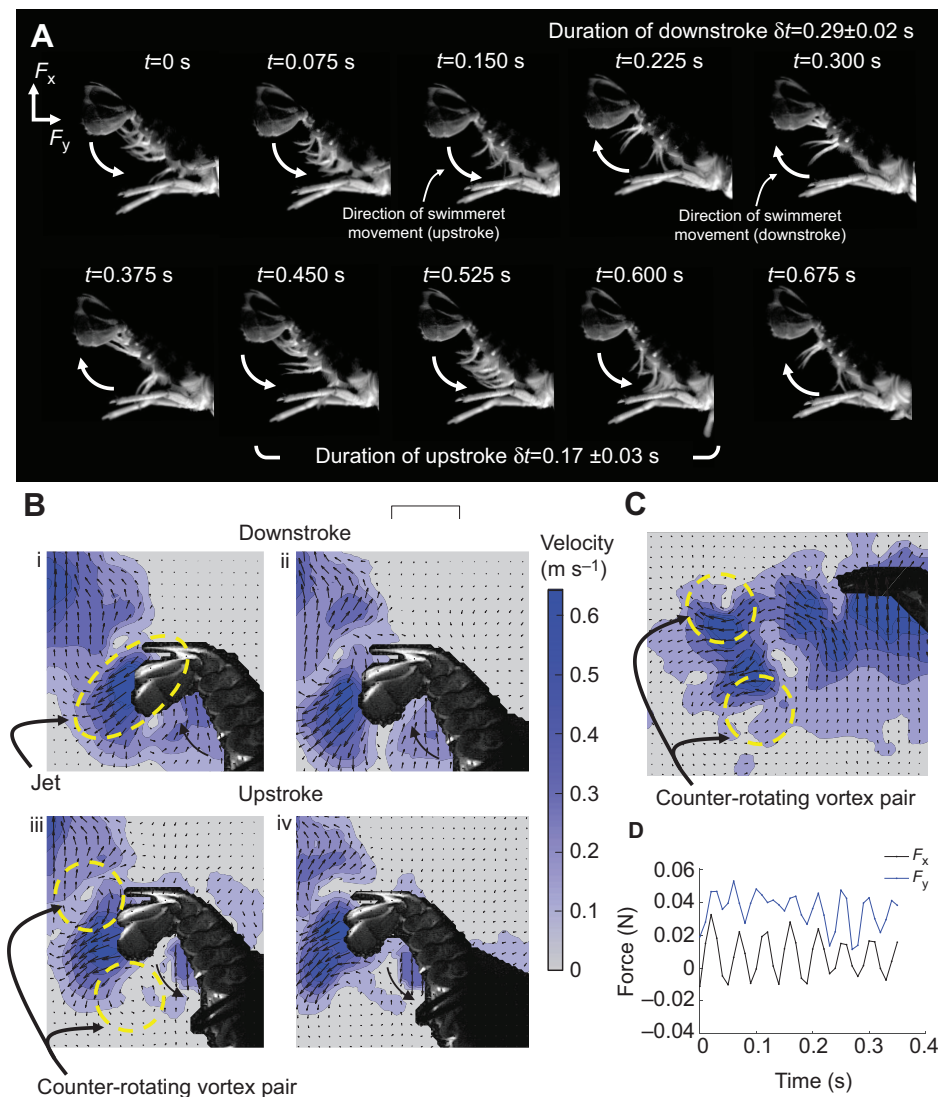 A
Duration of downstroke δt=0.29±0.02 s
t=0 s
t=0.075 s
t=0.150 s
t=0.225 s
t=0.300 s
Fx
Fy
Direction of swimmeret
movement (upstroke)
Direction of swimmeret
movement (downstroke)
t=0.375 s
t=0.450 s
t=0.525 s
t=0.600 s
t=0.675 s
Duration of upstroke δt=0.17 ±0.03 s
B
Downstroke
i
ii
Jet
Upstroke
iii
iv
Counter-rotating vortex pair
Velocity
(m s–1)
0.6
0.5
0.4
0.3
0.2
0.1
0
C
Counter-rotating vortex pair
D
Fx
Fy
0.06
0.04
0.02
0
–0.02
–0.04
Force (N)
0
0.1
0.2
0.3
0.4
Time (s)